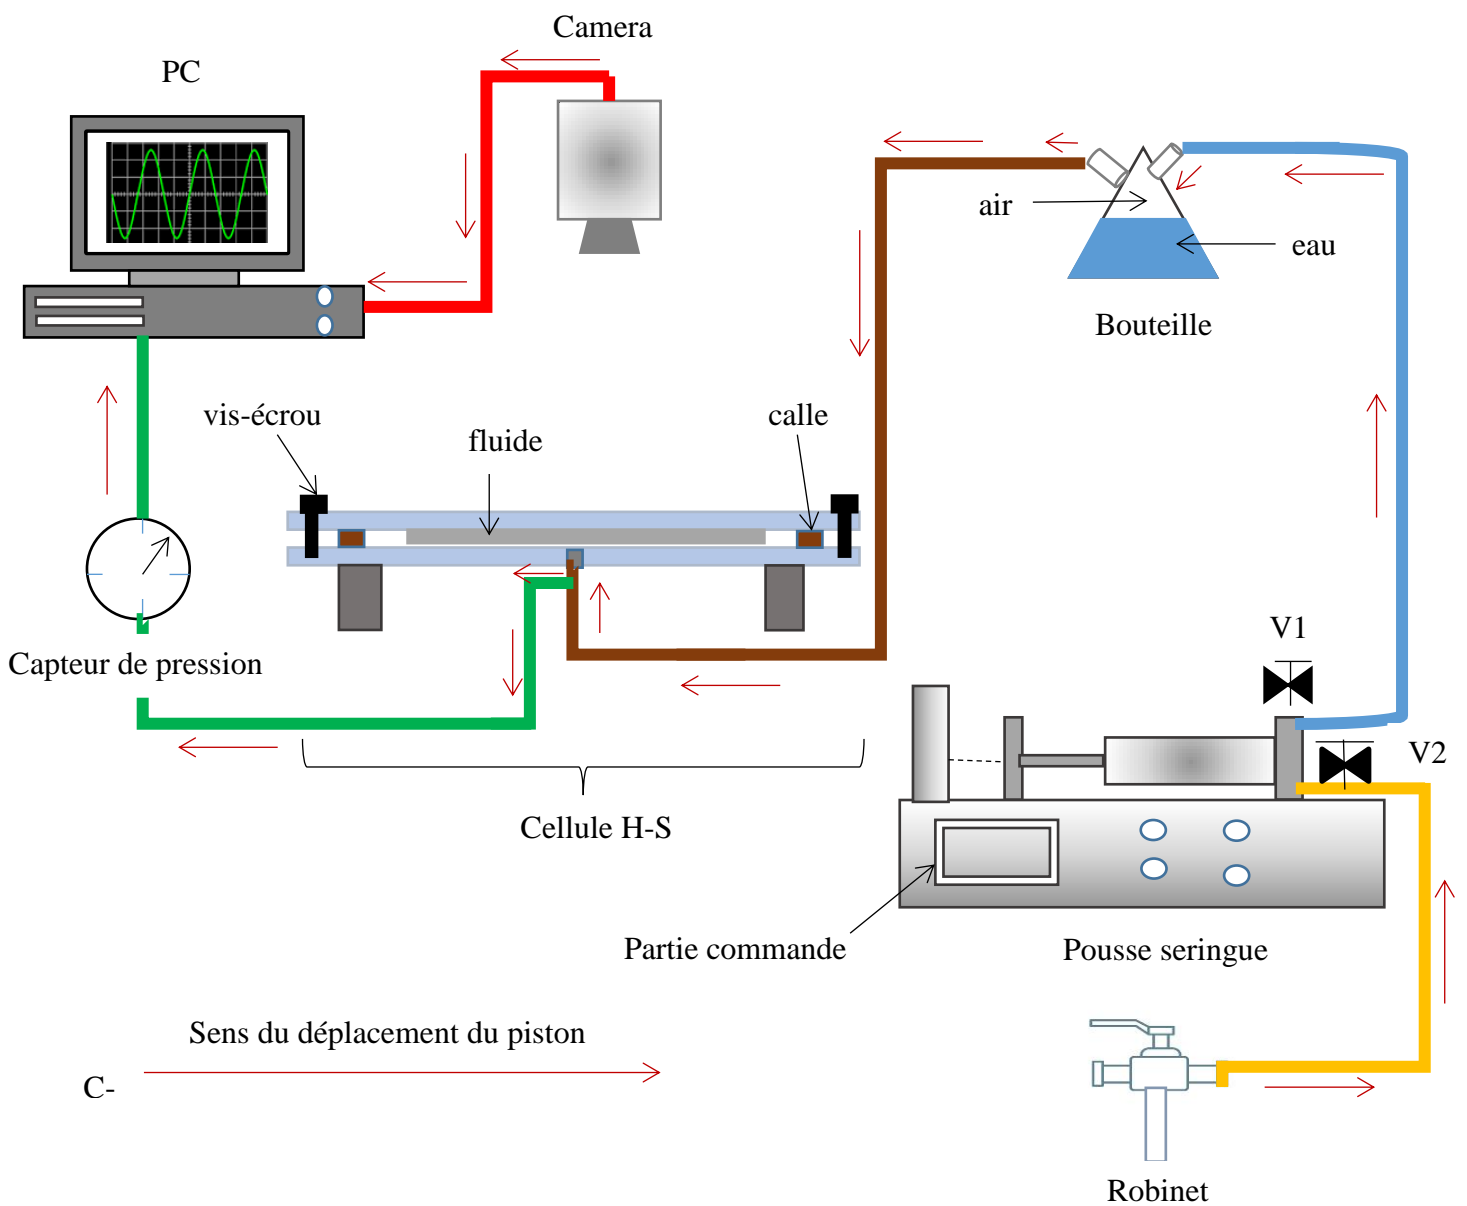 Camera
PC
air
eau
Bouteille
vis-écrou
calle
fluide
V1
Capteur de pression
V2
Cellule H-S
Partie commande
Pousse seringue
Sens du déplacement du piston
C-
Robinet